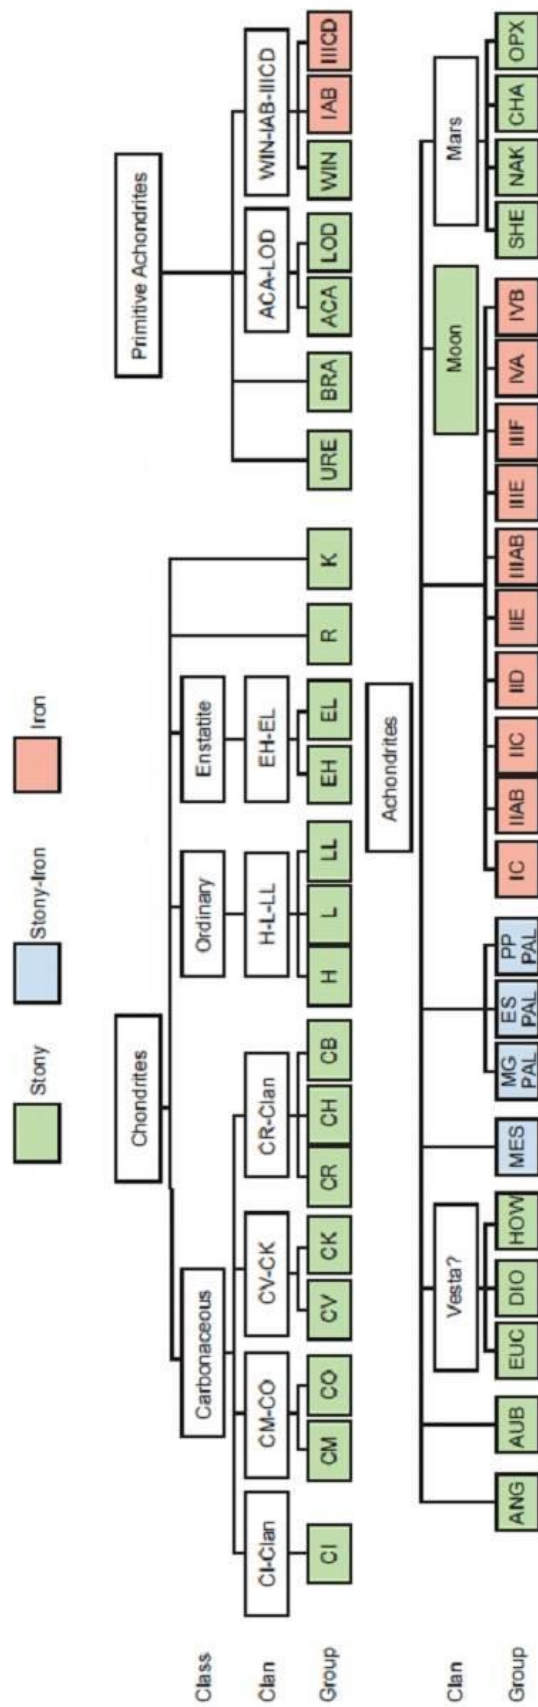 Stony
Stony-Iron
Iron
Chondrites
Primitive Achondrites
Class
Carbonaceous
Ordinary
Enstatite
Clan
CI-Clan
CM-CO
CV-CK
CR-Clan
H-L-LL
EH-EL
ACA-LOD
WIN-IAB-IIICD
Group
CI
CM
CO
CV
CK
CR
CH
CB
H
L
LL
EH
EL
R
K
URE
BRA
ACA
LOD
WIN
IAB
IIICD
Achondrites
Clan
Vesta?
Moon
Mars
Group
ANG
AUB
EUC
DIO
HOW
MES
MG
PAL
ES
PAL
PP
PAL
IC
IIAB
IIC
IID
IIE
IIIAB
IIIE
IIIF
IVA
IVB
SHE
NAK
CHA
OPX